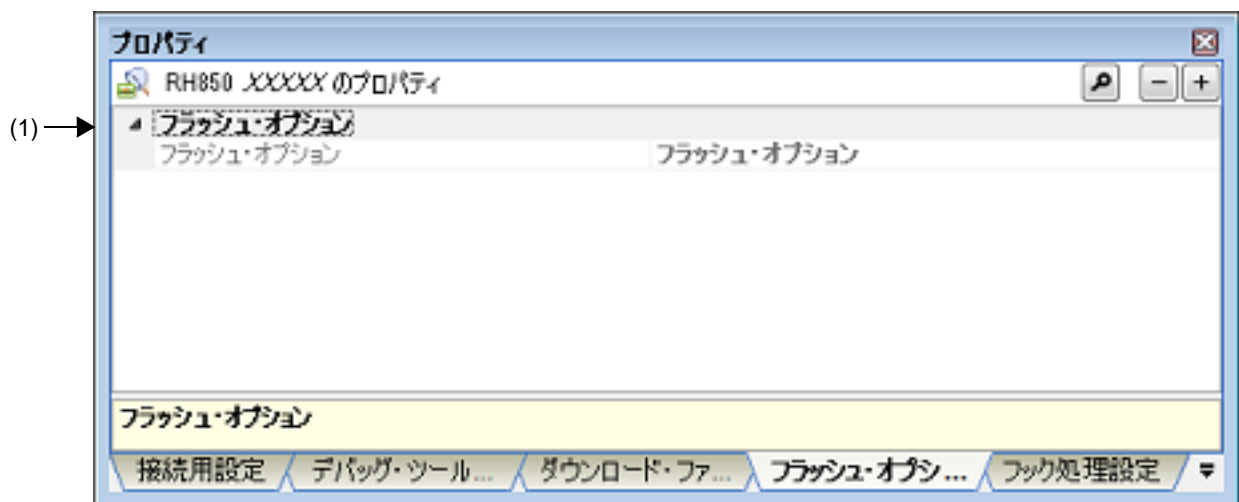 プロパティ
RH850 XXXXX のプロパティ
(1)
フラッシュ・オプション
フラッシュ・オプション フラッシュ・オプション
フラッシュ・オプション
接続用設定 デバッグ・ツール... ダウンロード・ファ... フラッシュ・オプシ... フック処理設定